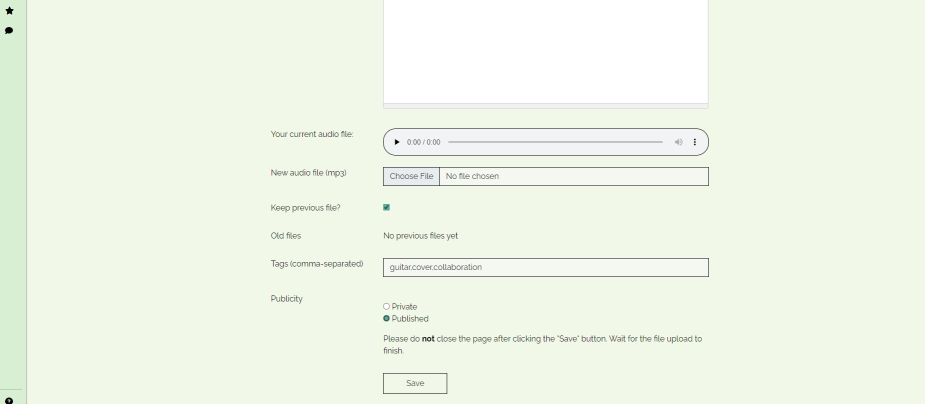 Your current audio file:
0:00 / 0:00
New audio file (mp3)
Choose File No file chosen
Keep previous file?
Old files
No previous files yet
Tags (comma-separated)
guitar,cover,collaboration
Publicity
Private
Published
Please do not close the page after clicking the "Save" button. Wait for the file upload to
finish.
Save